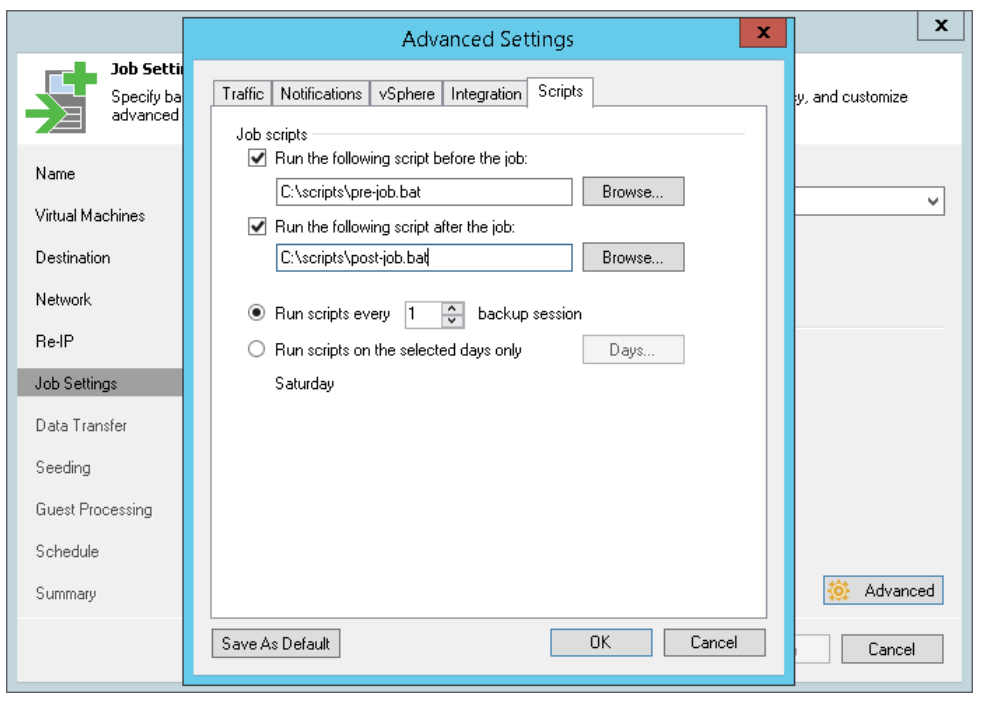 X
Advanced Settings
x
Job Setti
Specify ba
advanced
y, and customize
Traffic Notifications vSphere Integration Scripts
Name
Virtual Machines
Destination
Network
Re-IP
Job Settings
Data Transfer
Seeding
Guest Processing
Schedule
Summary
Job scripts
Run the following script before the job:
C:\scripts\pre-job.bat Browse...
Run the following script after the job:
C:\scripts\post-job.bat Browse...
Run scripts every 1 backup session
Run scripts on the selected days only Days...
Saturday
Advanced
Save As Default OK Cancel
Cancel